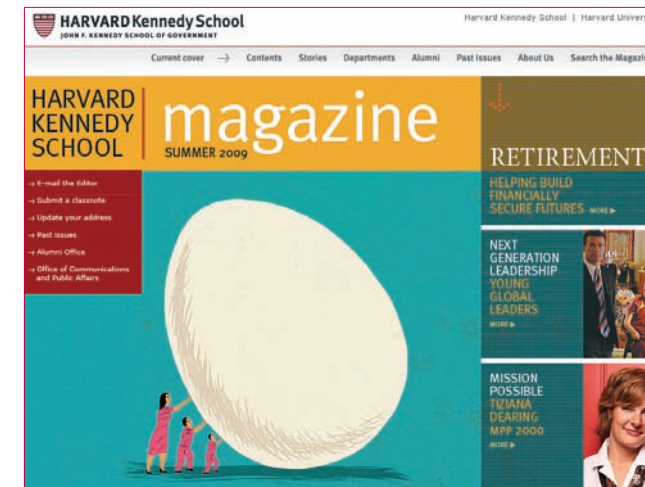 HARVARD Kennedy School
JOHN F. KENNEDY SCHOOL OF GOVERNMENT
Harvard Kennedy School | Harvard Univers
Current cover → Contents Stories Departments Alumni Past Issues About Us Search the Magazi
HARVARD
KENNEDY
SCHOOL
magazine
SUMMER 2009
→ E-mail the Editor
→ Submit a classnote
→ Update your address
→ Past Issues
→ Alumni Office
→ Office of Communications
and Public Affairs
RETIREMENT
HELPING BUILD
FINANCIALLY
SECURE FUTURES MORE ▶
NEXT
GENERATION
LEADERSHIP
YOUNG
GLOBAL
LEADERS
MORE ▶
MISSION
POSSIBLE
TIZIANA
DEARING
MPP 2000
MORE ▶